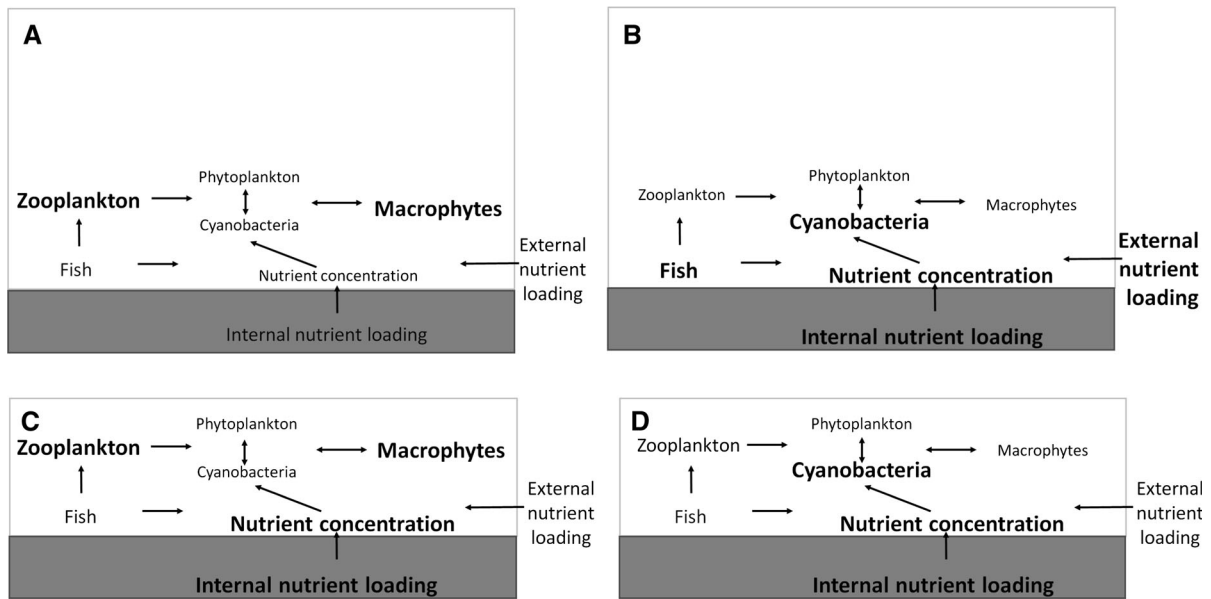 A
Phytoplankton
Zooplankton
Cyanobacteria
Macrophytes
Fish
Nutrient concentration
External
nutrient
loading
Internal nutrient loading
B
Phytoplankton
Zooplankton
Cyanobacteria
Macrophytes
Fish
Nutrient concentration
External
nutrient
loading
Internal nutrient loading
C
Phytoplankton
Zooplankton
Cyanobacteria
Macrophytes
Fish
Nutrient concentration
External
nutrient
loading
Internal nutrient loading
D
Phytoplankton
Zooplankton
Cyanobacteria
Macrophytes
Fish
Nutrient concentration
External
nutrient
loading
Internal nutrient loading